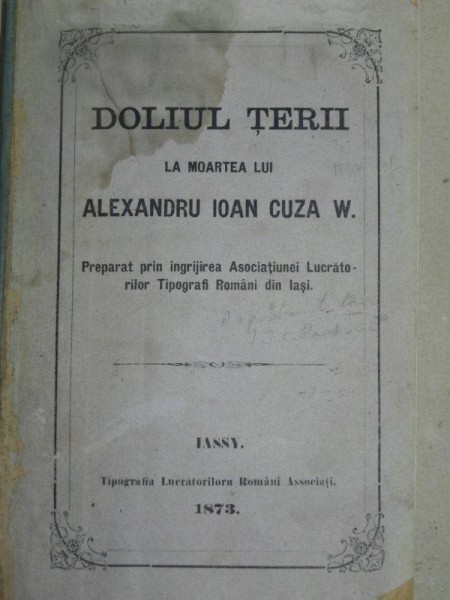 DOLIUL ȚERII
LA MOARTEA LUI
ALEXANDRU IOAN CUZA W.
Preparat prin ingrijirea Asociațiunei Lucrăto-
rilor Tipografi Români din Iași.
IASSY.
Tipografia Lucrătorilorŭ Români Associați.
1873.